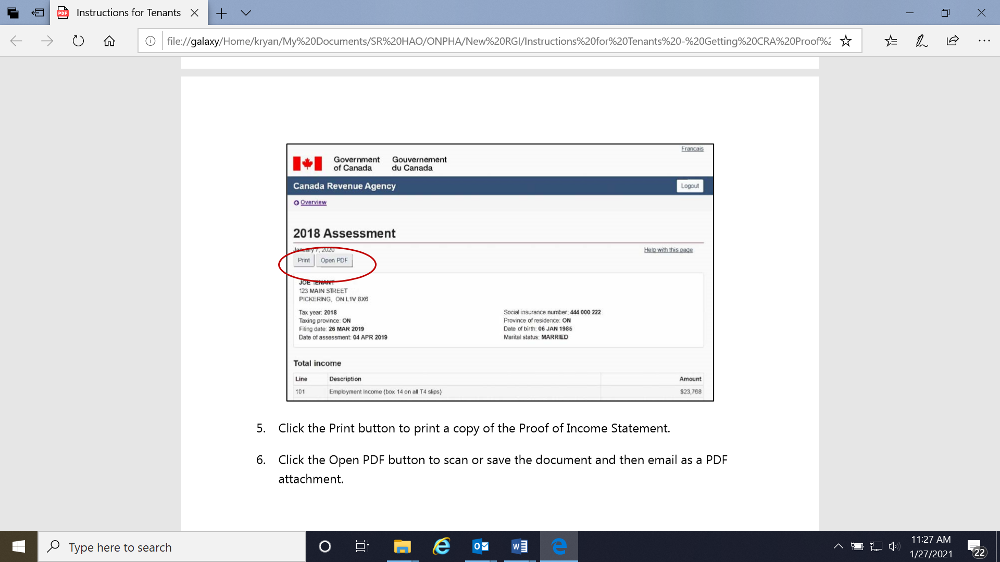 Instructions for Tenants
file://galaxy/Home/kryan/My%20Documents/SR%20HAO/ONPHA/New%20RGI/Instructions%20for%20Tenants%20-%20Getting%20CRA%20Proof%2
Francais
Government of Canada
Gouvernement du Canada
Canada Revenue Agency
Logout
Overview
2018 Assessment
January 7, 2020
Help with this page
Print
Open PDF
JOE TENANT
123 MAIN STREET
PICKERING, ON L1V 8X6
Tax year: 2018
Social insurance number: 444 000 222
Taxing province: ON
Province of residence: ON
Filing date: 26 MAR 2019
Date of birth: 06 JAN 1985
Date of assessment: 04 APR 2019
Marital status: MARRIED
Total income
Line Description Amount
101 Employment Income (box 14 on all T4 slips) $23,768
5. Click the Print button to print a copy of the Proof of Income Statement.
6. Click the Open PDF button to scan or save the document and then email as a PDF
attachment.
Type here to search
11:27 AM
1/27/2021
22